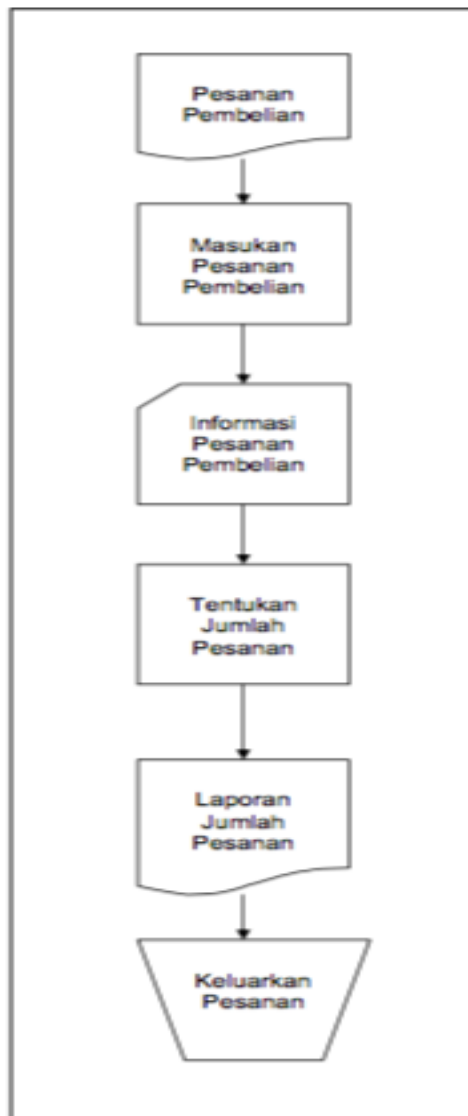 Pesanan
Pembelian
Masukan
Pesanan
Pembelian
Informasi
Pesanan
Pembelian
Tentukan
Jumlah
Pesanan
Laporan
Jumlah
Pesanan
Keluarkan
Pesanan